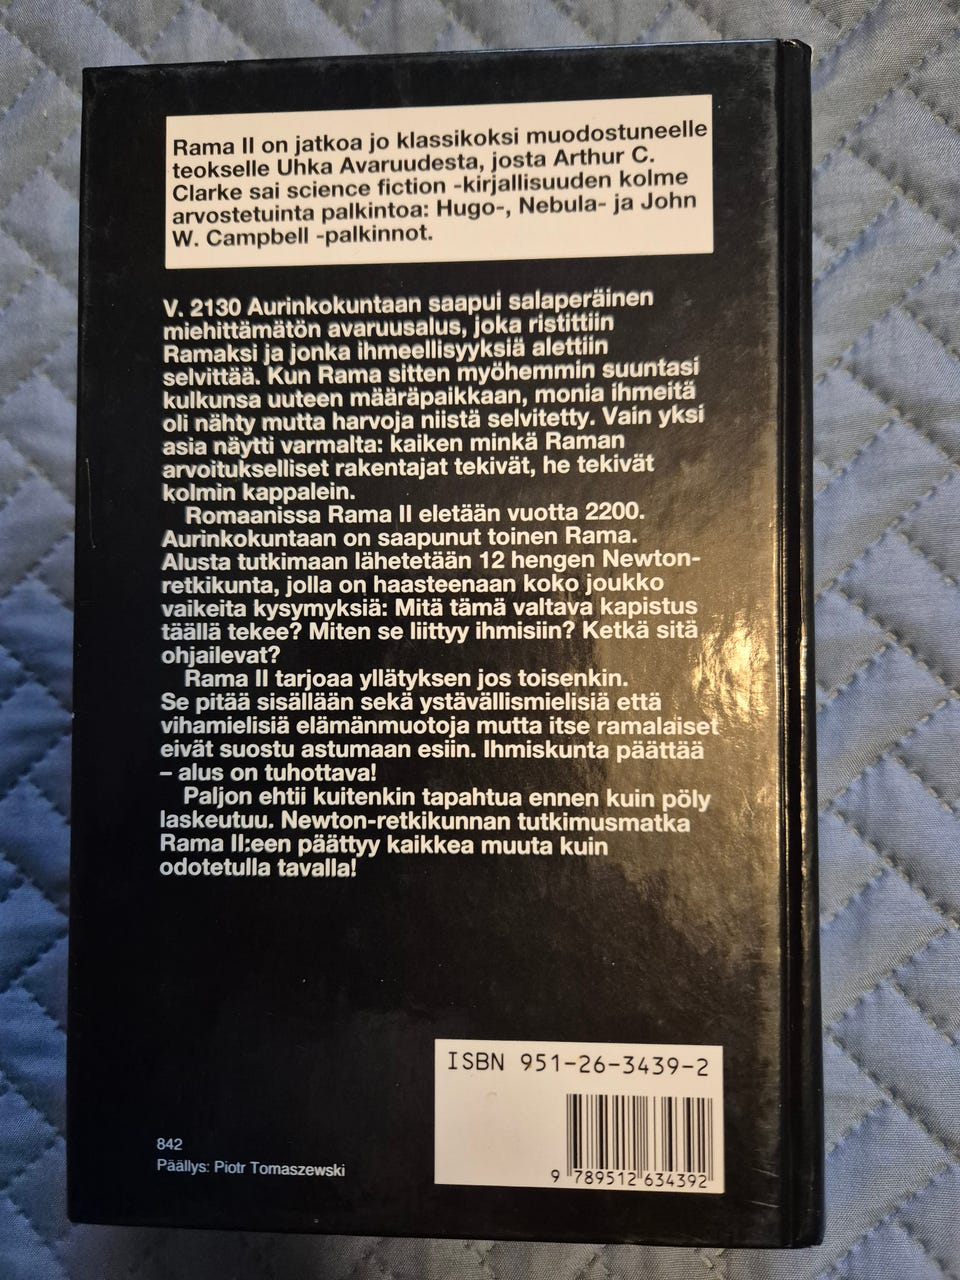 Rama II on jatkoa jo klassikoksi muodostuneelle
teokselle Uhka Avaruudesta, josta Arthur C.
Clarke sai science fiction -kirjallisuuden kolme
arvostetuinta palkintoa: Hugo-, Nebula- ja John
W. Campbell -palkinnot.
V. 2130 Aurinkokuntaan saapui salaperäinen
miehittämätön avaruusalus, joka ristittiin
Ramaksi ja jonka ihmeellisyyksiä alettiin
selvittää. Kun Rama sitten myöhemmin suuntasi
kulkunsa uuteen määräpaikkaan, monia ihmeitä
oli nähty mutta harvoja niistä selvitetty. Vain yksi
asia näytti varmalta: kaiken minkä Raman
arvoitukselliset rakentajat tekivät, he tekivät
kolmin kappalein.
Romaanissa Rama II eletään vuotta 2200.
Aurinkokuntaan on saapunut toinen Rama.
Alusta tutkimaan lähetetään 12 hengen Newton-
retkikunta, jolla on haasteenaan koko joukko
vaikeita kysymyksiä: Mitä tämä valtava kapistus
täällä tekee? Miten se liittyy ihmisiin? Ketkä sitä
ohjailevat?
Rama II tarjoaa yllätyksen jos toisenkin.
Se pitää sisällään sekä ystävällismielisiä että
vihamielisiä elämänmuotoja mutta itse ramalaiset
eivät suostu astumaan esiin. Ihmiskunta päättää
– alus on tuhottava!
Paljon ehtii kuitenkin tapahtua ennen kuin pöly
laskeutuu. Newton-retkikunnan tutkimusmatka
Rama II:een päättyy kaikkea muuta kuin
odotetulla tavalla!
ISBN 951-26-3439-2
9 789512 634392
842
Päällys: Piotr Tomaszewski